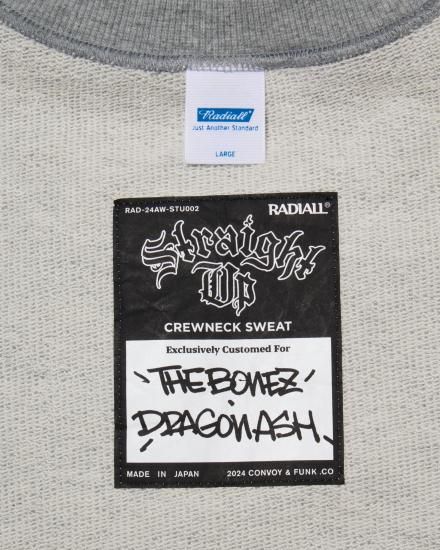 Radiall
Just Another Standard
LARGE
RAD-24AW-STU002 RADIALL®
Straight
Up
CREWNECK SWEAT
Exclusively Customed For
THE BONEZ
DRAGON ASH
MADE IN JAPAN 2024 CONVOY & FUNK .CO